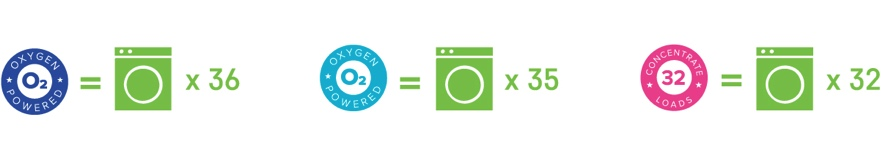 OXYGEN
O2
POWERED
= x 36
OXYGEN
O2
POWERED
= x 35
CONCENTRATE
32
LOADS
= x 32